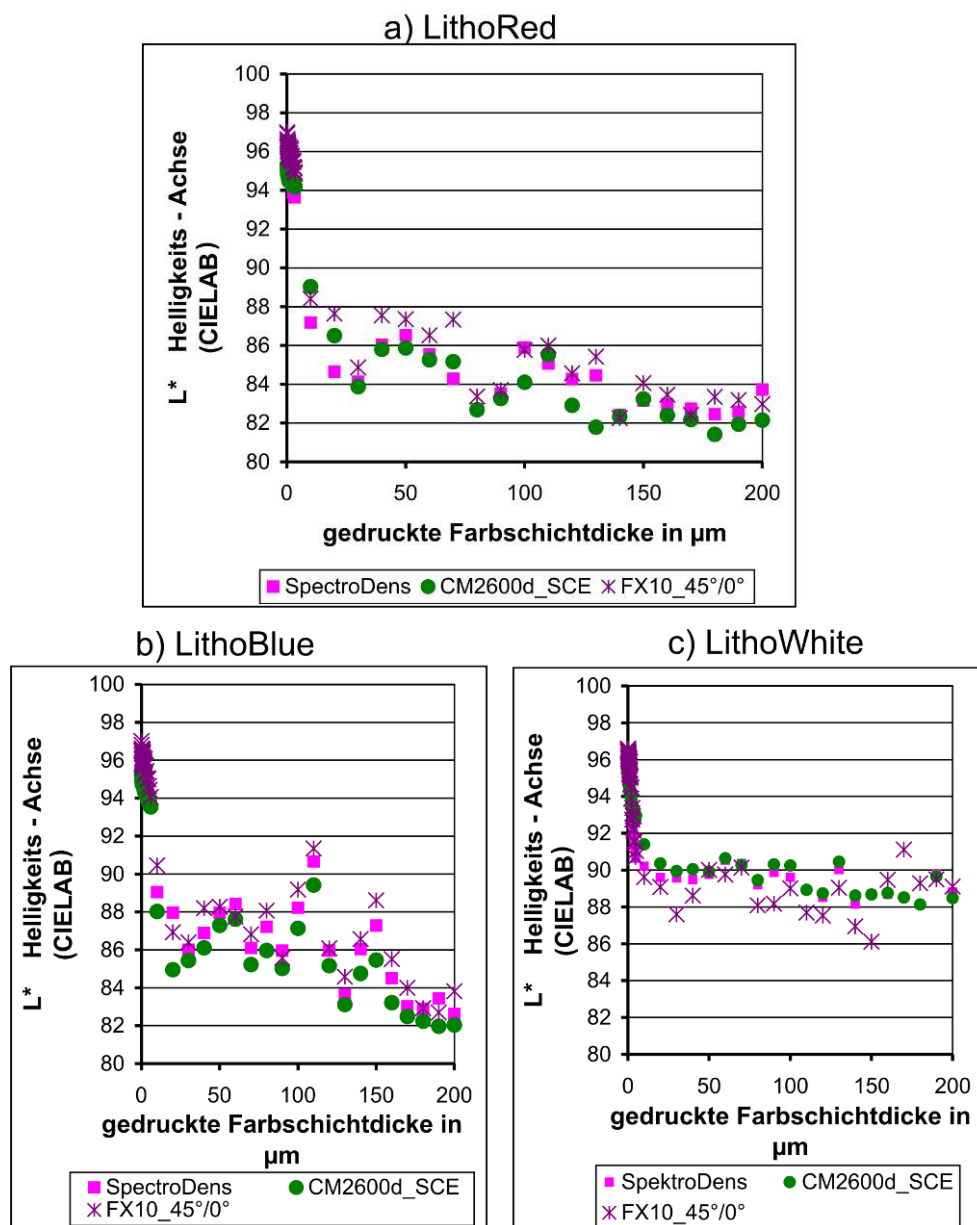 a) LithoRed
100
98
96
94
92
90
88
86
84
82
80
L* Helligkeits - Achse
(CIELAB)
0 50 100 150 200
gedruckte Farbschichtdicke in µm
SpectroDens CM2600d_SCE FX10_45°/0°
b) LithoBlue
100
98
96
94
92
90
88
86
84
82
80
L* Helligkeits - Achse
(CIELAB)
0 50 100 150 200
gedruckte Farbschichtdicke in
µm
SpectroDens CM2600d_SCE
FX10_45°/0°
c) LithoWhite
100
98
96
94
92
90
88
86
84
82
80
L* Helligkeits - Achse
(CIELAB)
0 50 100 150 200
gedruckte Farbschichtdicke in
µm
SpektroDens CM2600d_SCE
FX10_45°/0°